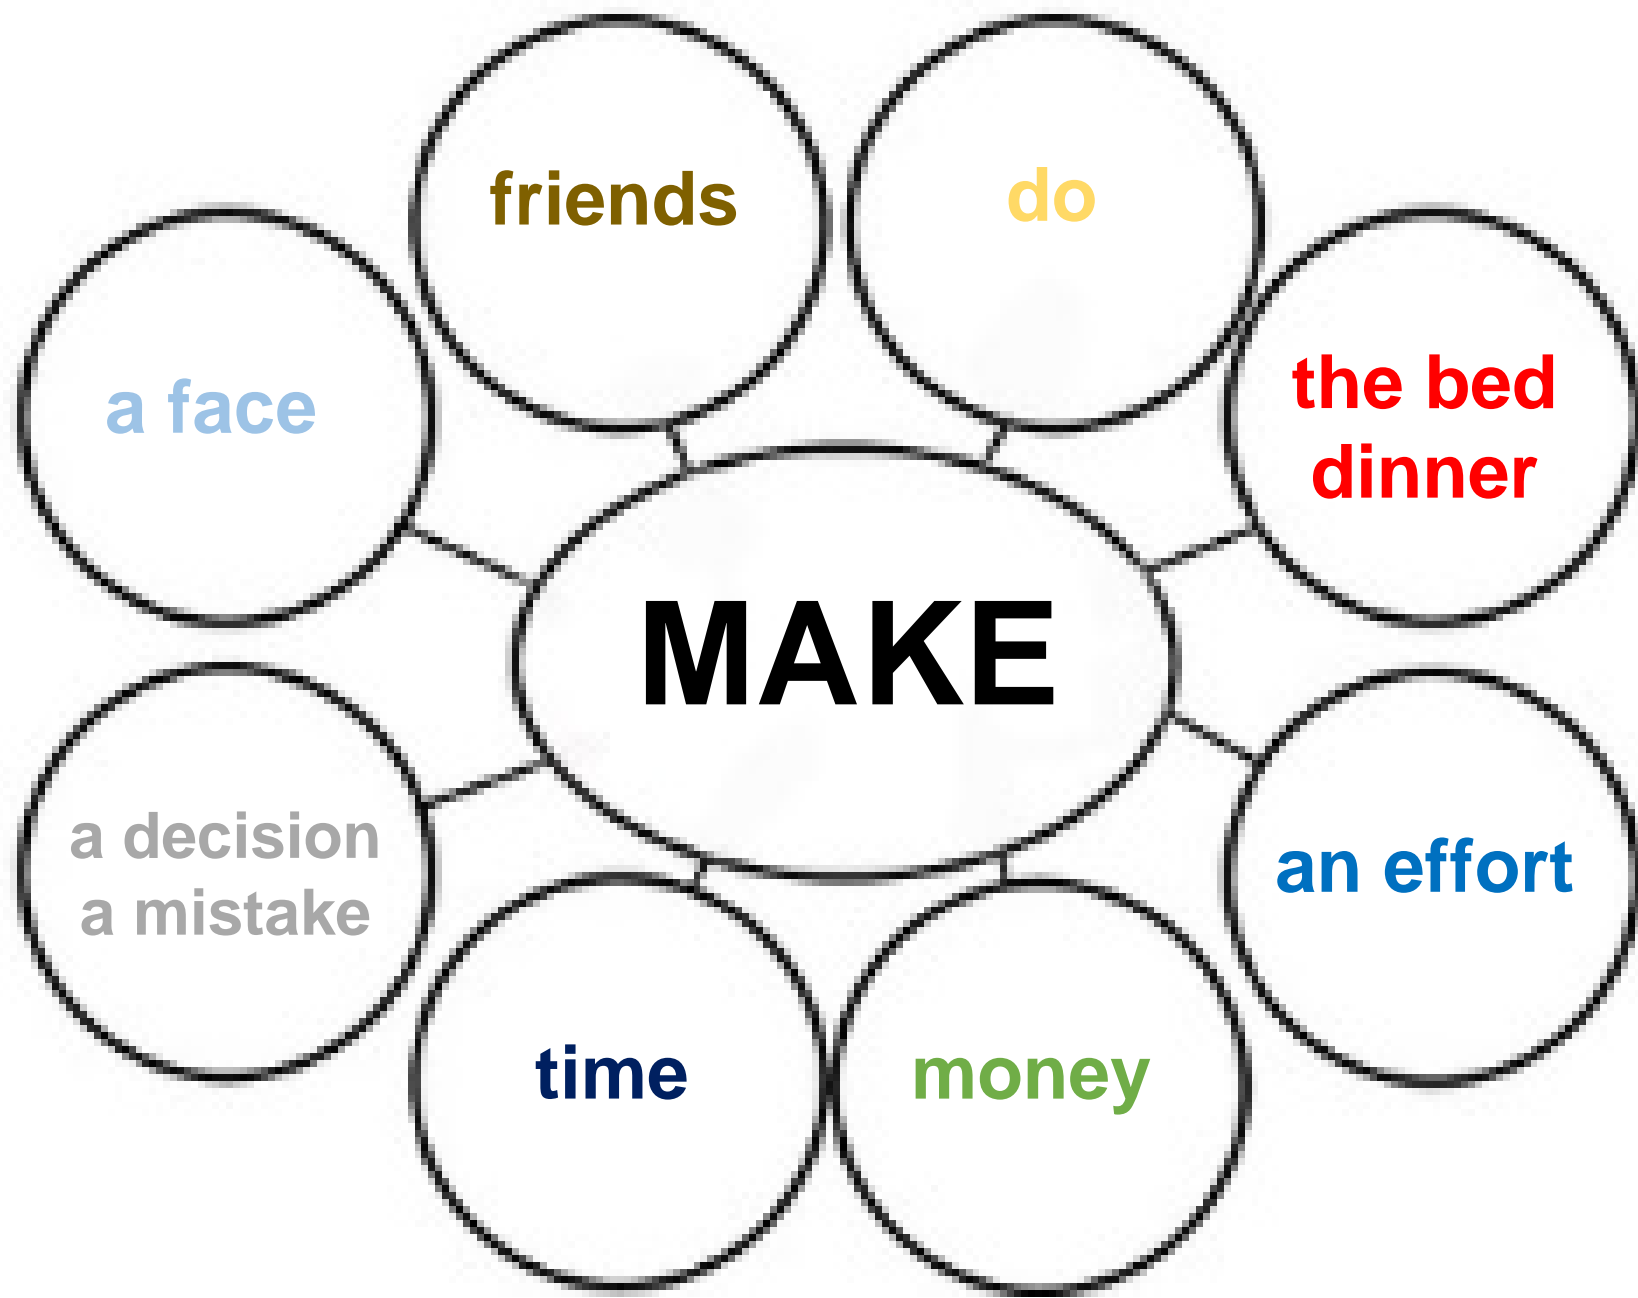 friends
do
a face
the bed
dinner
MAKE
a decision
a mistake
an effort
time
money